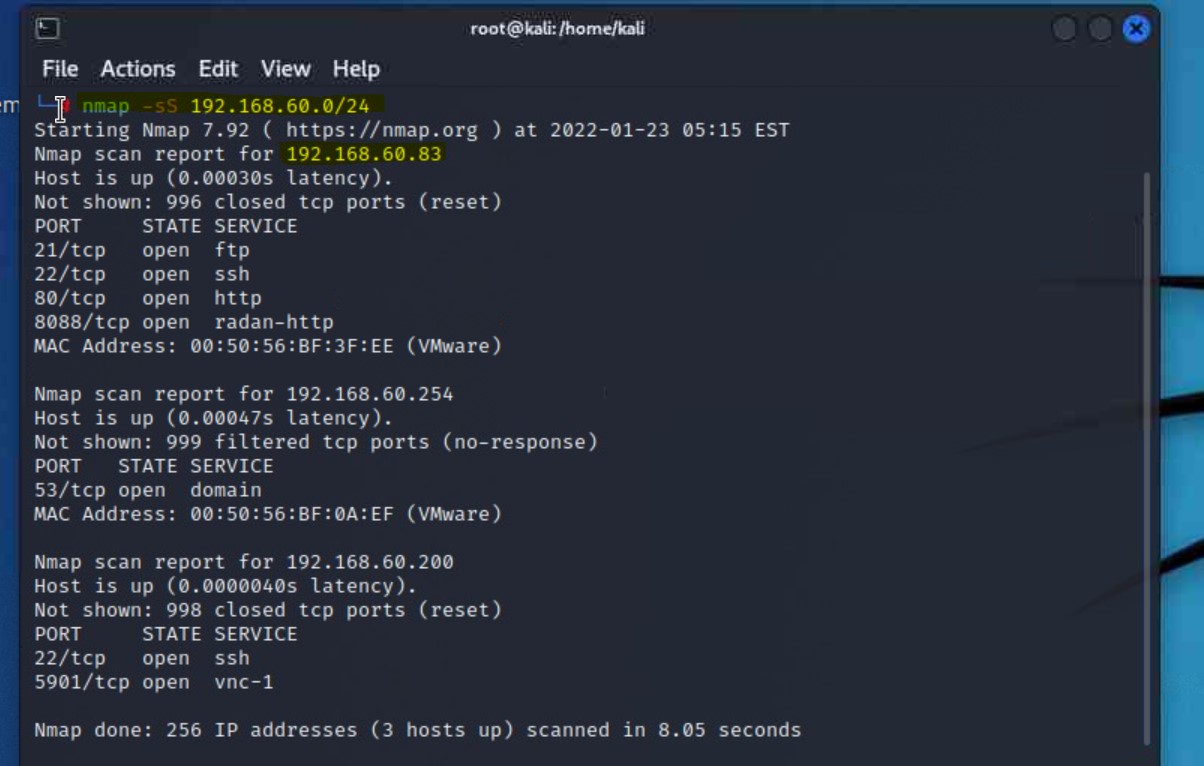 root@kali:/home/kali
File Actions Edit View Help
em
└─# nmap -sS 192.168.60.0/24
Starting Nmap 7.92 ( https://nmap.org ) at 2022-01-23 05:15 EST
Nmap scan report for 192.168.60.83
Host is up (0.00030s latency).
Not shown: 996 closed tcp ports (reset)
PORT     STATE SERVICE
21/tcp   open  ftp
22/tcp   open  ssh
80/tcp   open  http
8088/tcp open  radan-http
MAC Address: 00:50:56:BF:3F:EE (VMware)
Nmap scan report for 192.168.60.254
Host is up (0.00047s latency).
Not shown: 999 filtered tcp ports (no-response)
PORT   STATE SERVICE
53/tcp open  domain
MAC Address: 00:50:56:BF:0A:EF (VMware)
Nmap scan report for 192.168.60.200
Host is up (0.0000040s latency).
Not shown: 998 closed tcp ports (reset)
PORT     STATE SERVICE
22/tcp   open  ssh
5901/tcp open  vnc-1
Nmap done: 256 IP addresses (3 hosts up) scanned in 8.05 seconds